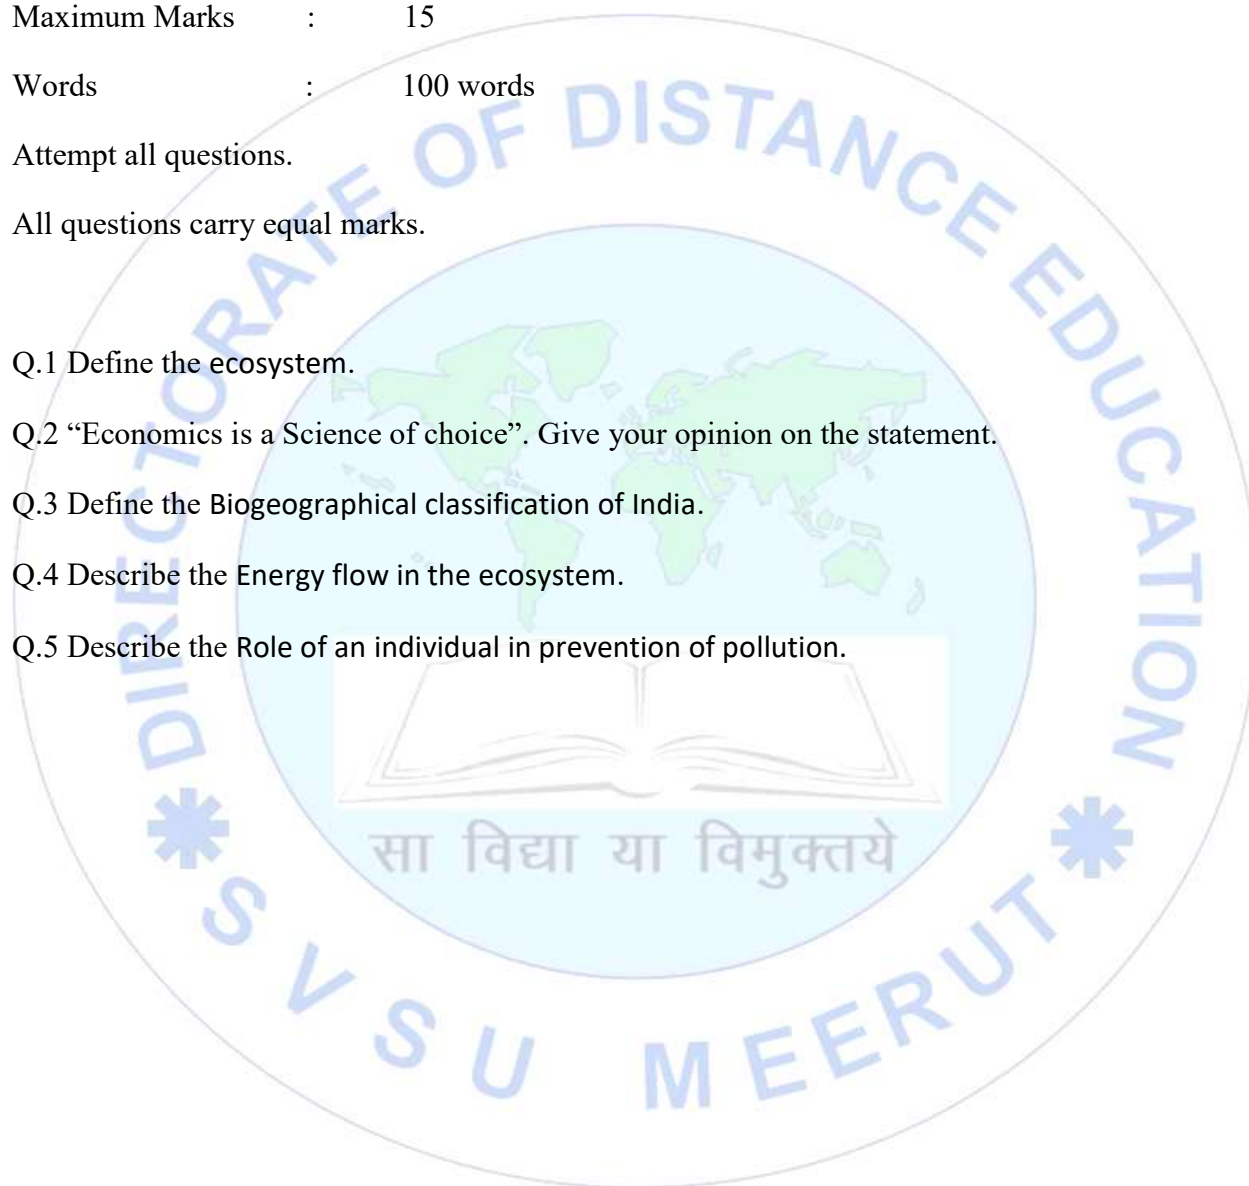 Maximum Marks : 15
Words : 100 words
Attempt all questions.
All questions carry equal marks.
Q.1 Define the ecosystem.
Q.2 “Economics is a Science of choice”. Give your opinion on the statement.
Q.3 Define the Biogeographical classification of India.
Q.4 Describe the Energy flow in the ecosystem.
Q.5 Describe the Role of an individual in prevention of pollution.
DIRECTORATE OF DISTANCE EDUCATION
सा विद्या या विमुक्तये
SVSU MEERUT